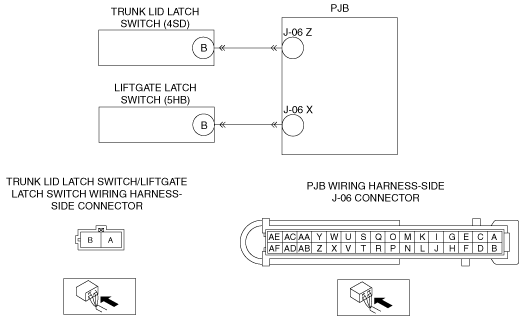 TRUNK LID LATCH
SWITCH (4SD)
PJB
B
J-06 Z
LIFTGATE LATCH
SWITCH (5HB)
B
J-06 X
TRUNK LID LATCH SWITCH/LIFTGATE
LATCH SWITCH WIRING HARNESS-
SIDE CONNECTOR
B A
PJB WIRING HARNESS-SIDE
J-06 CONNECTOR
AE AC AA Y W U S Q O M K I G E C A
AF AD AB Z X V T R P N L J H F D B